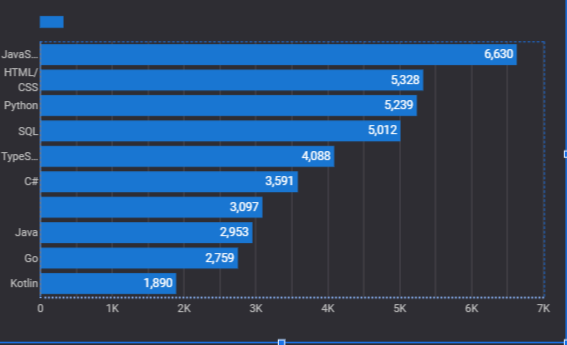 JavaS...
6,630
HTML/
CSS
5,328
Python
5,239
SQL
5,012
TypeS...
4,088
C#
3,591
3,097
Java
2,953
Go
2,759
Kotlin
1,890
0 1K 2K 3K 4K 5K 6K 7K